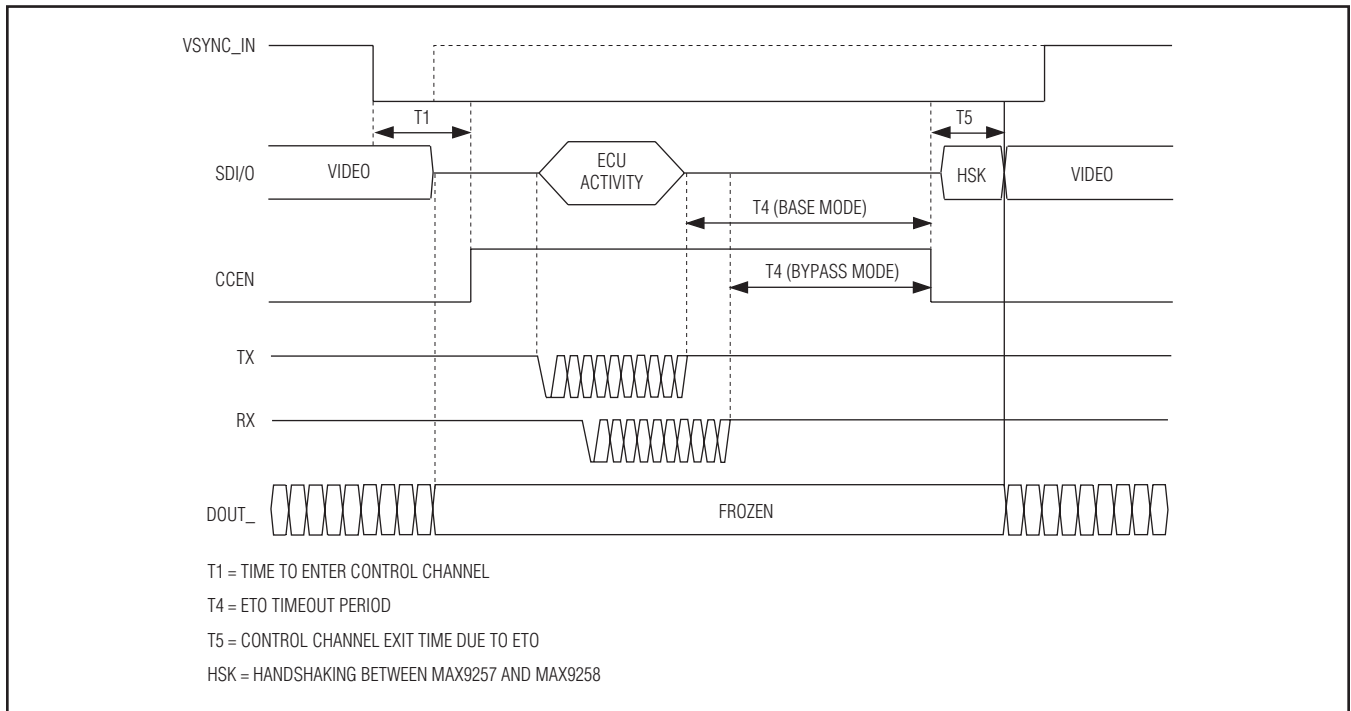 VSYNC_IN
T1
T5
SDI/O
VIDEO
ECU
ACTIVITY
HSK
VIDEO
T4 (BASE MODE)
CCEN
T4 (BYPASS MODE)
TX
RX
DOUT_
FROZEN
T1 = TIME TO ENTER CONTROL CHANNEL
T4 = ETO TIMEOUT PERIOD
T5 = CONTROL CHANNEL EXIT TIME DUE TO ETO
HSK = HANDSHAKING BETWEEN MAX9257 AND MAX9258